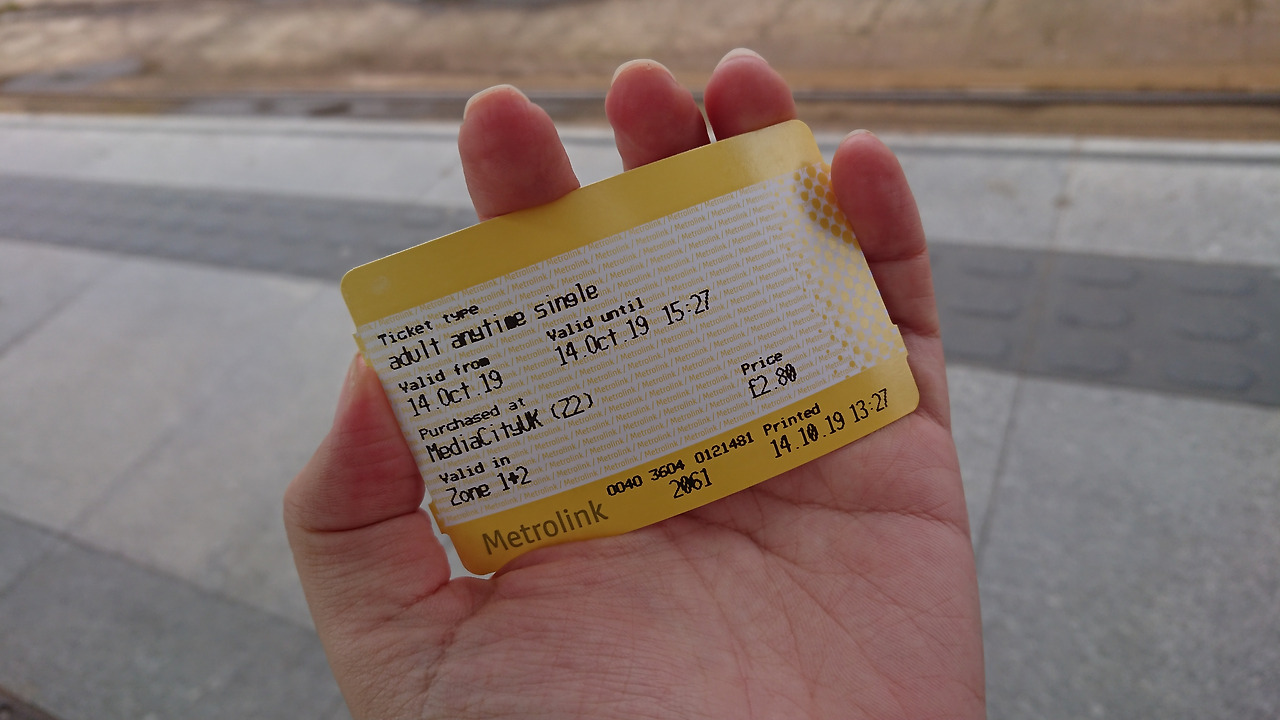 Ticket type
adult anytime single
Valid from Valid until
14.Oct.19 14.Oct.19 15:27
Purchased at Price
MediaCityUK (Z2) £2.80
Valid in
Zone 1+2
0040 3604 0121481 Printed
2061 14.10.19 13:27
Metrolink